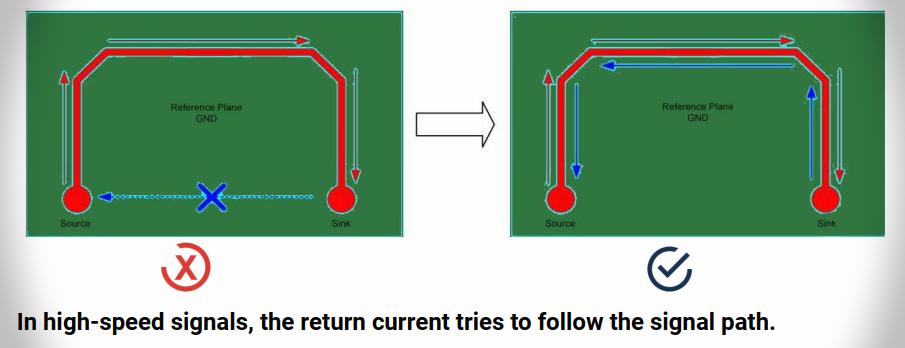 Reference Plane
GND
Source
Sink
Reference Plane
GND
Source
Sink
X
In high-speed signals, the return current tries to follow the signal path.